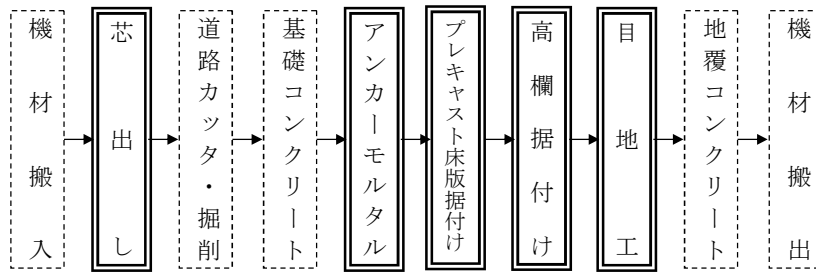 機材搬入
芯出し
道路カッタ・掘削
基礎コンクリート
アンカーモルタル
プレキャスト床版据付け
高欄据付け
目地工
地覆コンクリート
機材搬出